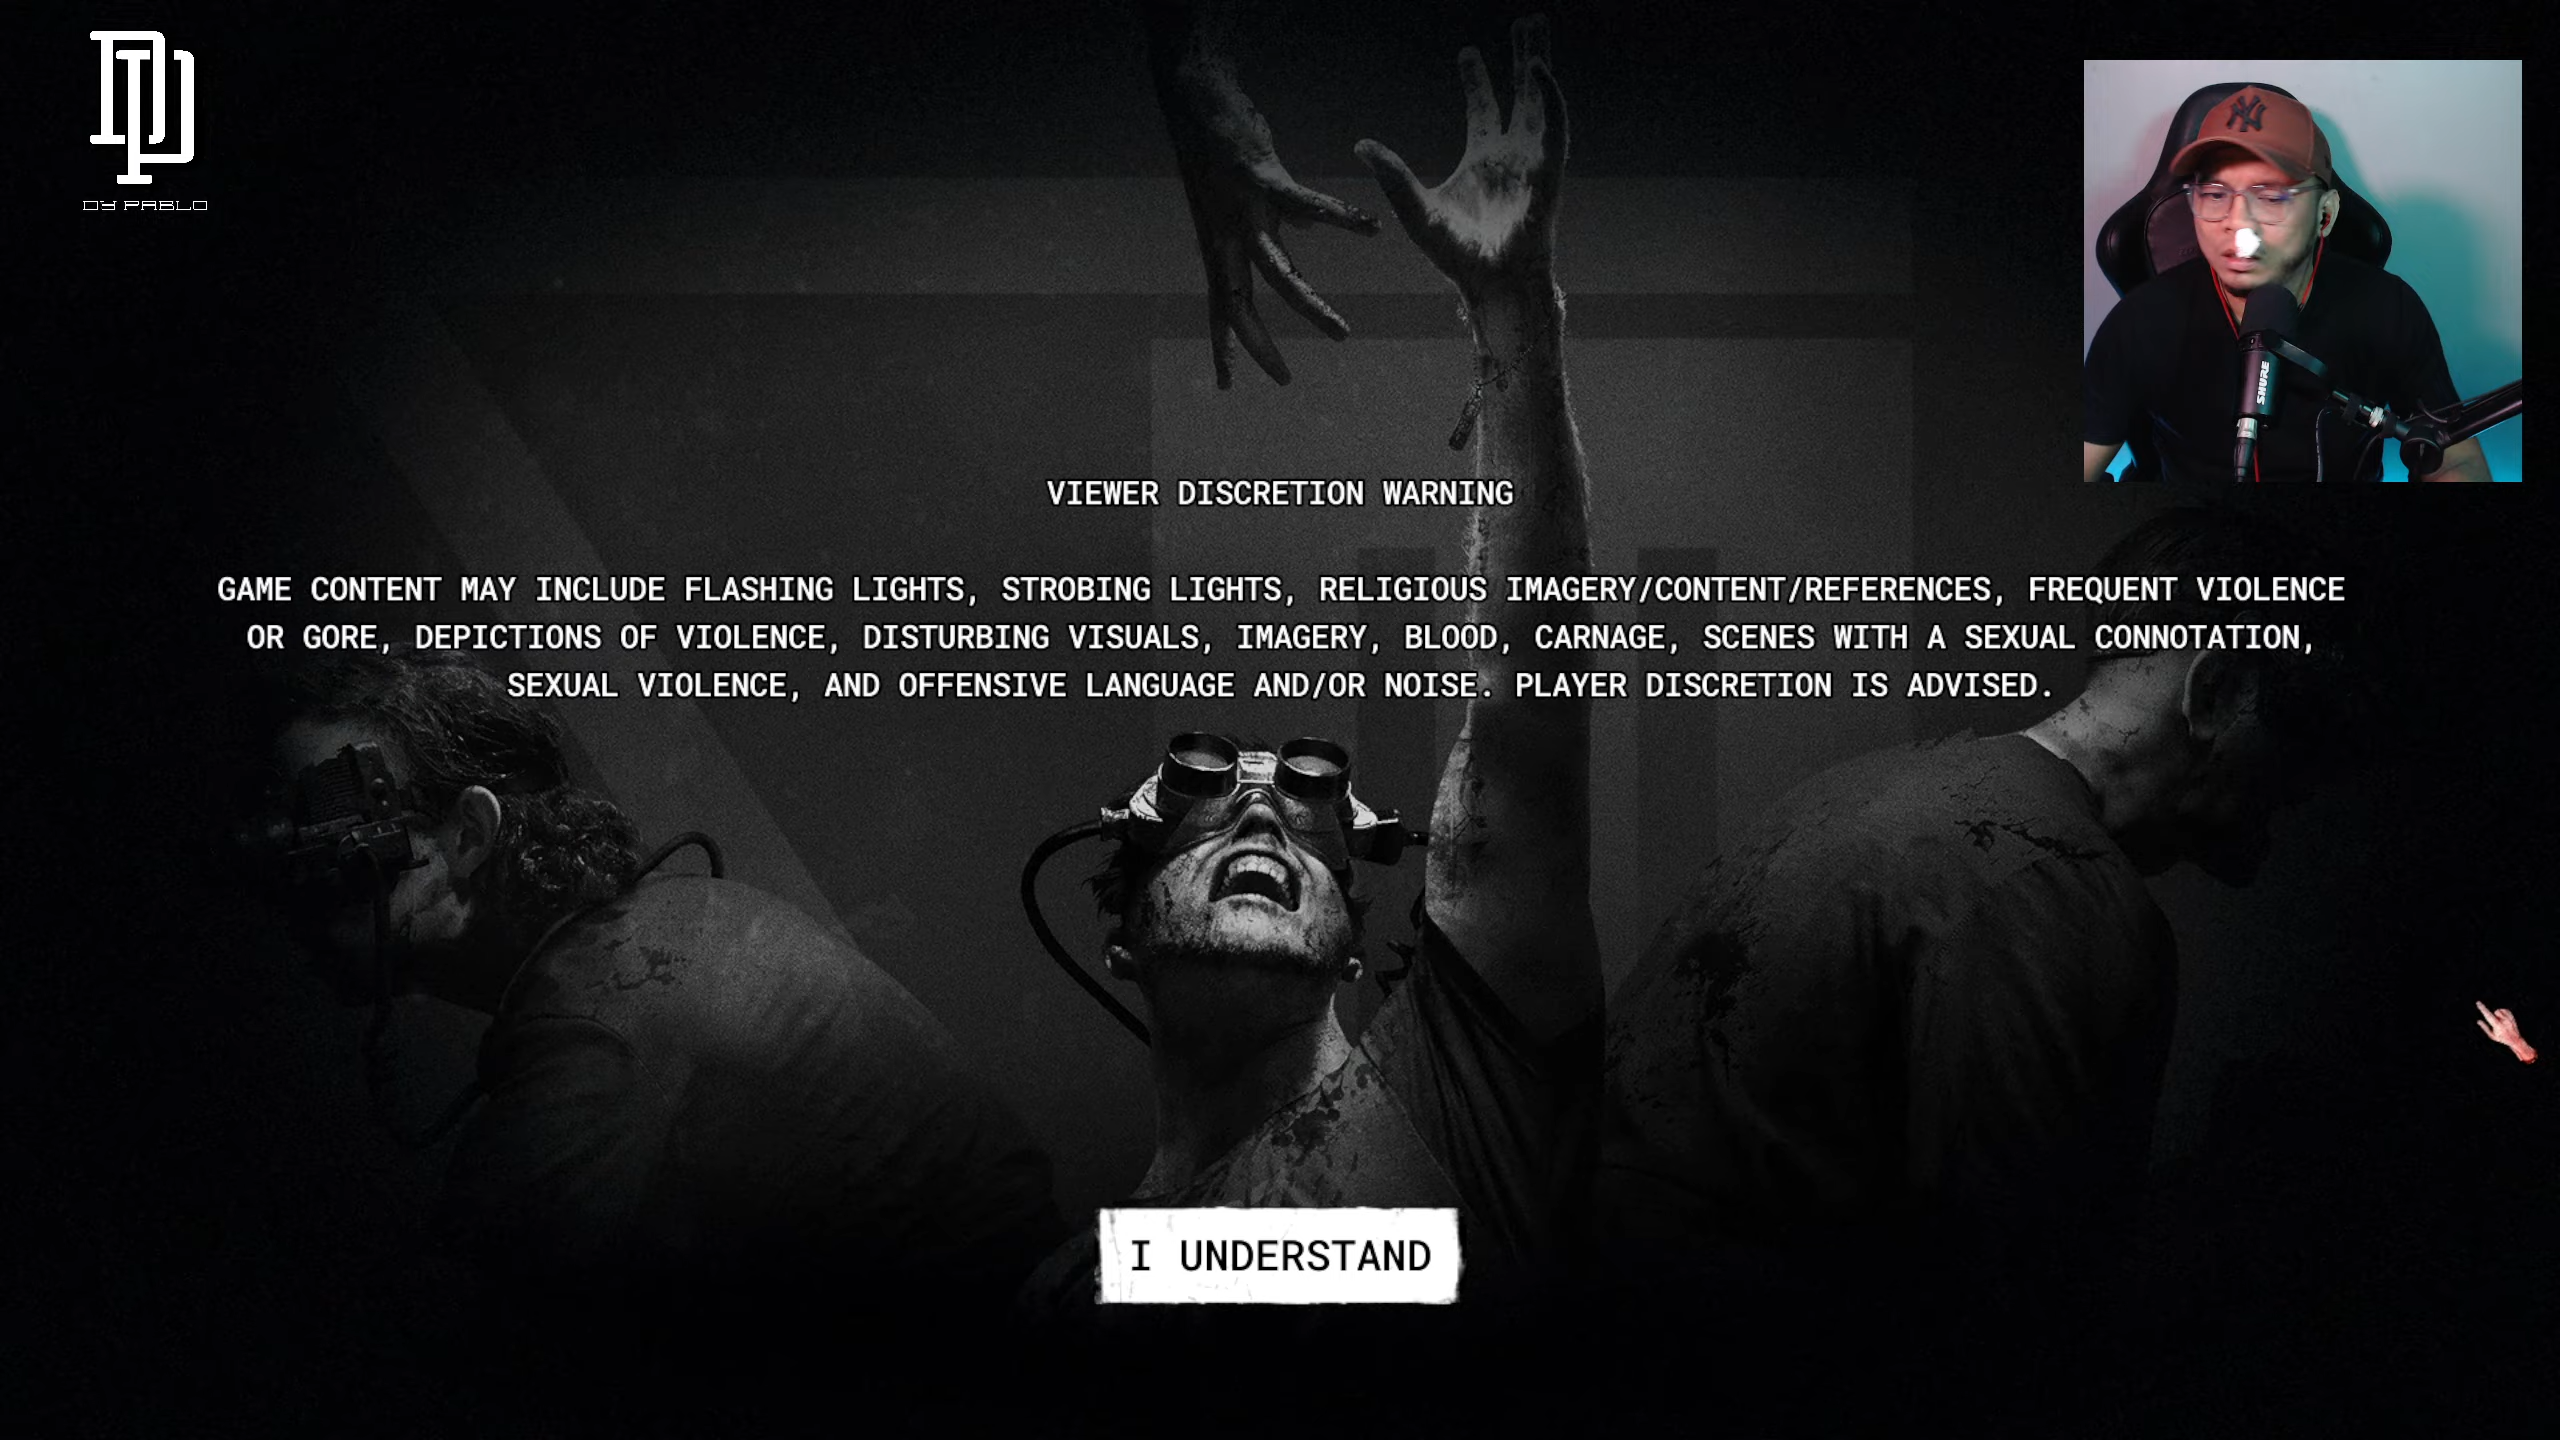 DY PABLO
VIEWER DISCRETION WARNING
GAME CONTENT MAY INCLUDE FLASHING LIGHTS, STROBING LIGHTS, RELIGIOUS IMAGERY/CONTENT/REFERENCES, FREQUENT VIOLENCE
OR GORE, DEPICTIONS OF VIOLENCE, DISTURBING VISUALS, IMAGERY, BLOOD, CARNAGE, SCENES WITH A SEXUAL CONNOTATION,
SEXUAL VIOLENCE, AND OFFENSIVE LANGUAGE AND/OR NOISE. PLAYER DISCRETION IS ADVISED.
I UNDERSTAND
NY
SHURE